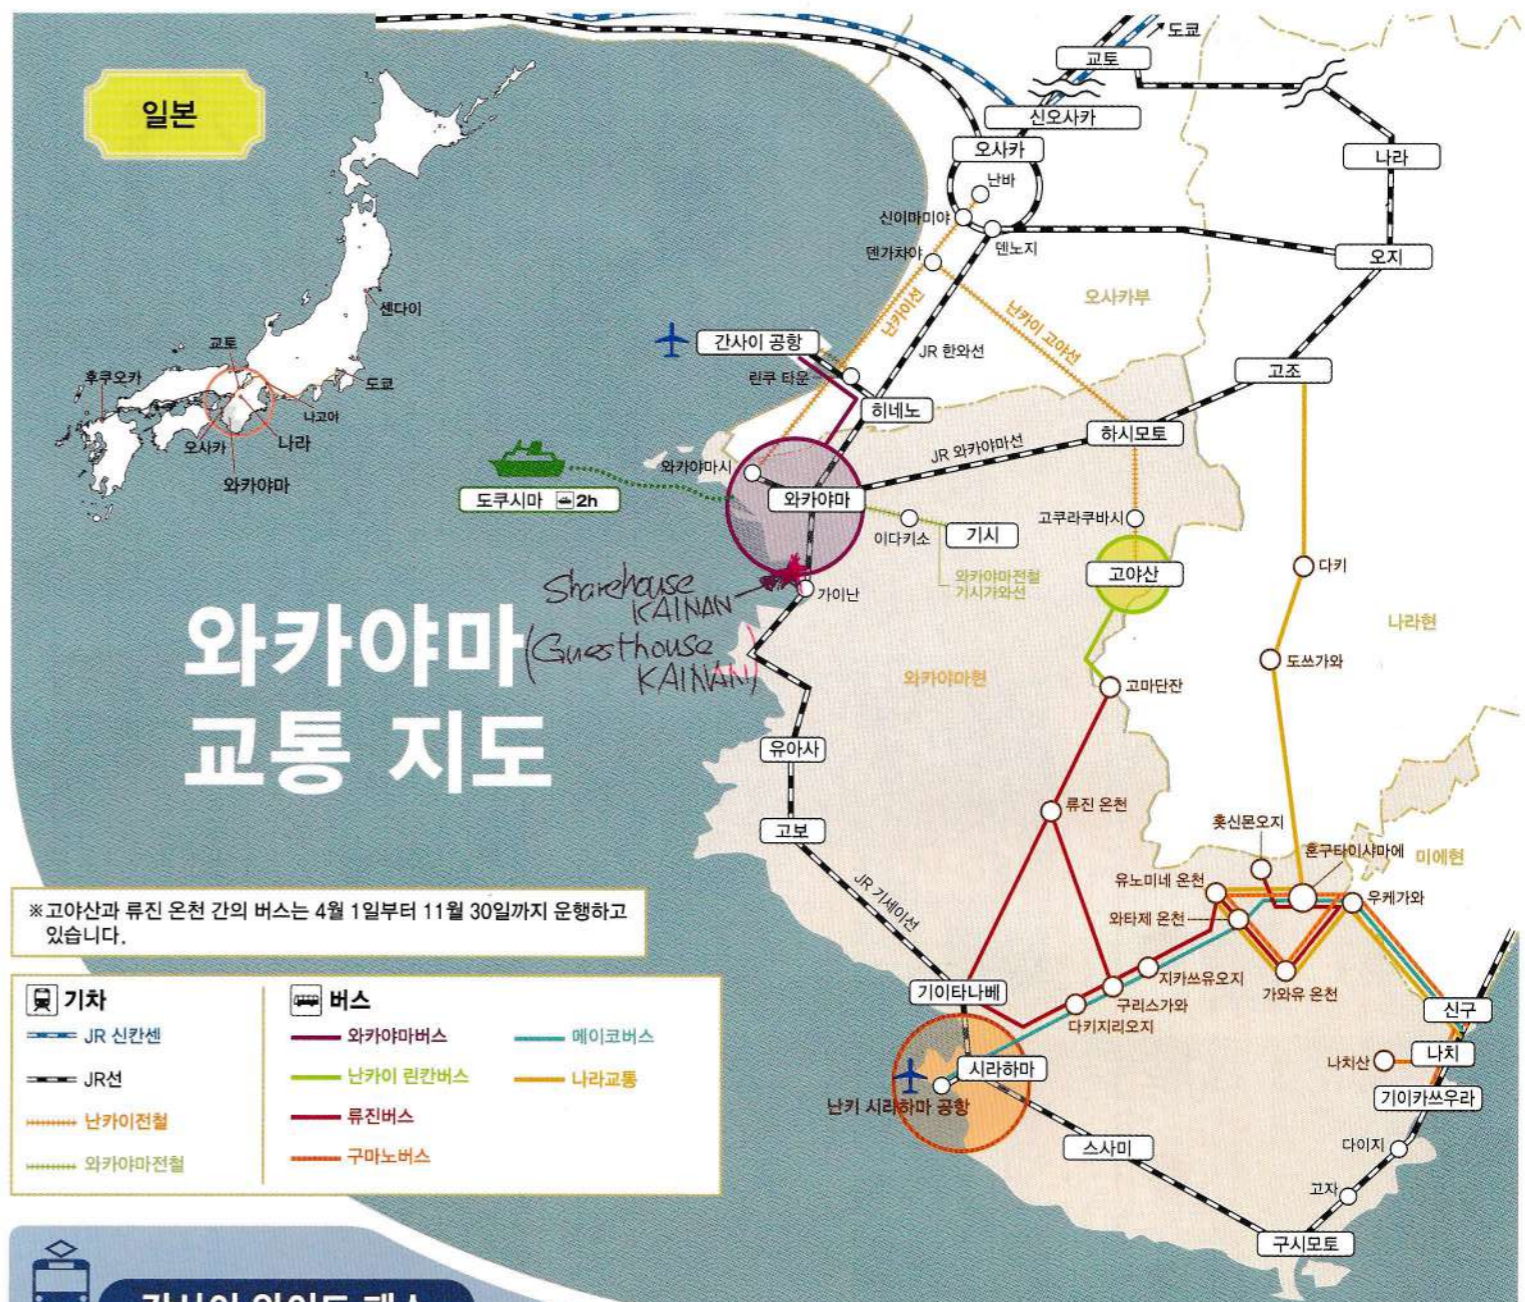 일본
센다이
교토
후쿠오카
도쿄
나고야
오사카
나라
와카야마
도쿄
교토
신오사카
오사카
난바
신이마미야
덴가챠야
덴노지
나라
오지
오사카부
난카이선
난카이 고야선
JR 한와선
간사이 공항
린쿠 타운
히네노
고조
하시모토
JR 와카야마선
와카야마시
와카야마
도쿠시마 2h
이다키소
기시
고쿠라쿠바시
와카야마전철
기시가와선
고야산
다키
Sharehouse
KAINAN
(Guesthouse
KAINAN)
가이난
와카야마
교통 지도
와카야마현
나라현
도쓰가와
고마단잔
유아사
류진 온천
고보
JR 기세이선
홋신몬오지
혼구타이샤마에
미에현
유노미네 온천
우케가와
와타제 온천
지카쓰유오지
가와유 온천
기이타나베
구리스가와
다키지리오지
신구
나치
나치산
시라하마
난키 시라하마 공항
기이카쓰우라
스사미
다이지
고자
구시모토
※고야산과 류진 온천 간의 버스는 4월 1일부터 11월 30일까지 운행하고
있습니다.
기차
JR 신칸센
JR선
난카이전철
와카야마전철
버스
와카야마버스
난카이 린칸버스
류진버스
구마노버스
메이코버스
나라교통
간사이 와이드 패스